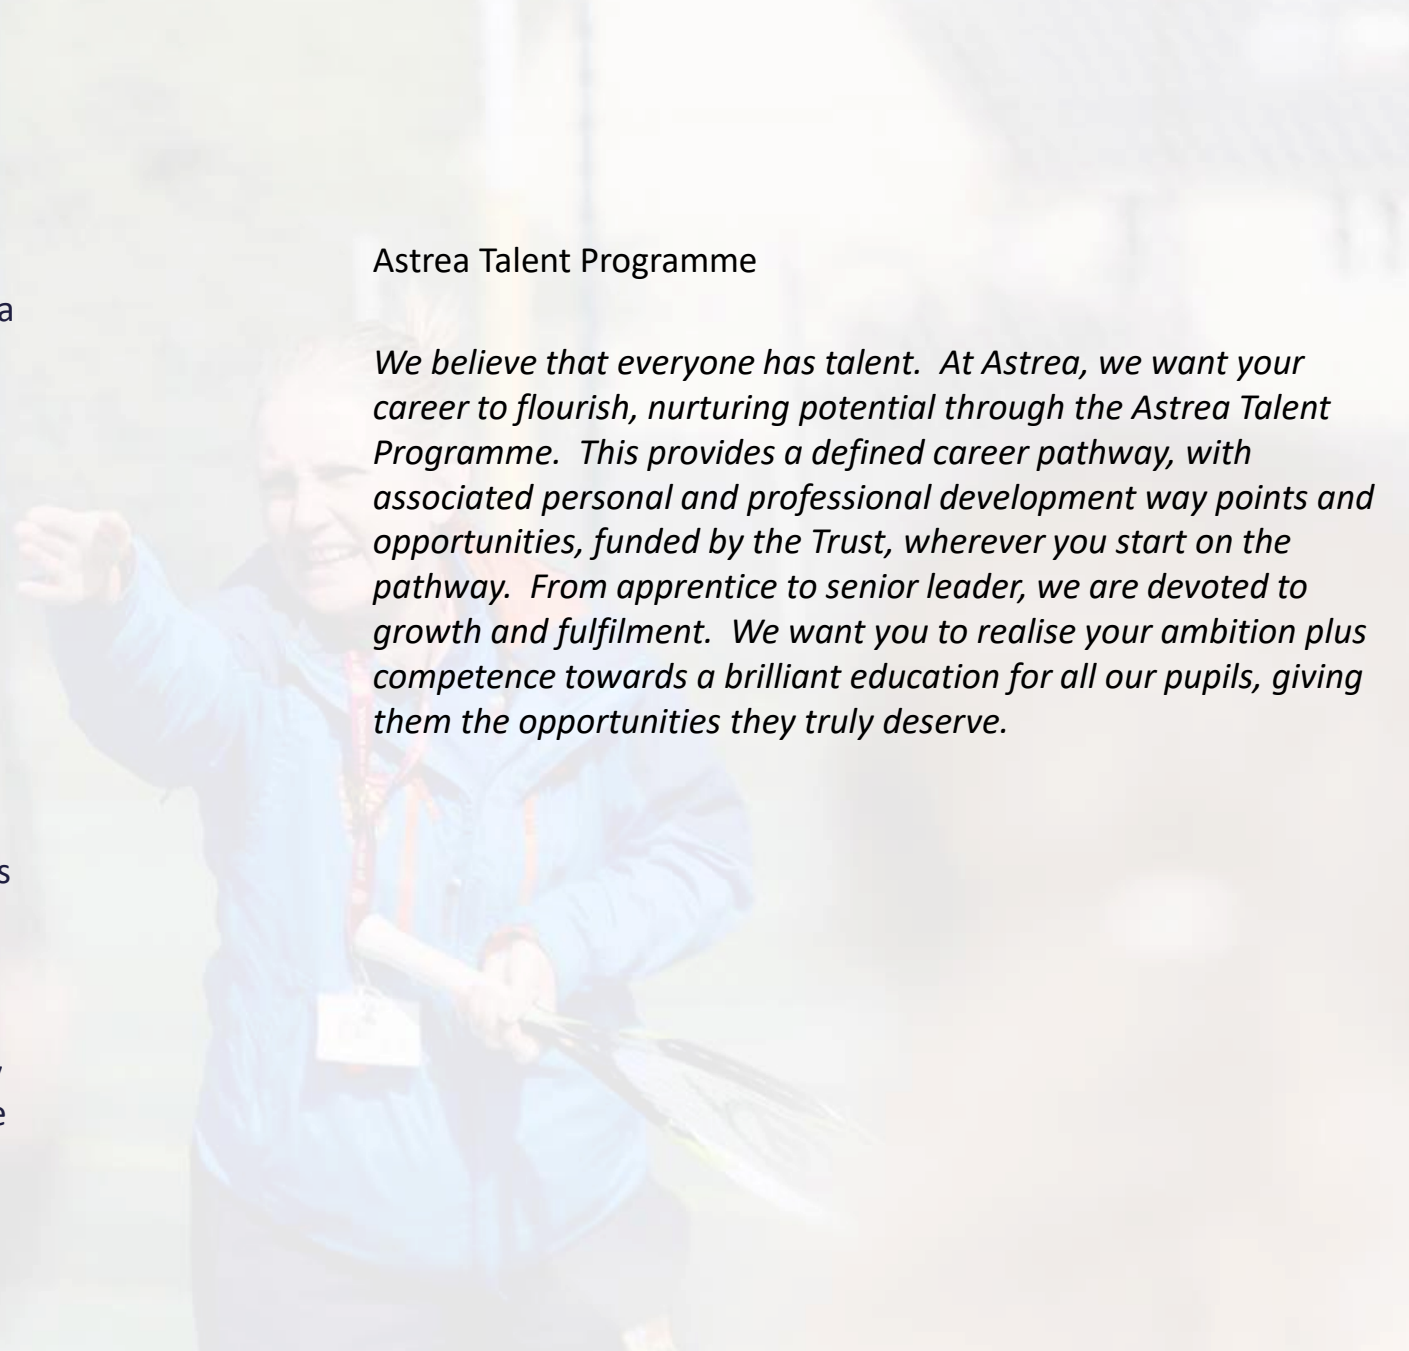 Astrea Talent Programme
a
We believe that everyone has talent.  At Astrea, we want your
career to flourish, nurturing potential through the Astrea Talent
Programme.  This provides a defined career pathway, with
associated personal and professional development way points and
opportunities, funded by the Trust, wherever you start on the
pathway.  From apprentice to senior leader, we are devoted to
growth and fulfilment.  We want you to realise your ambition plus
competence towards a brilliant education for all our pupils, giving
them the opportunities they truly deserve.
s
e